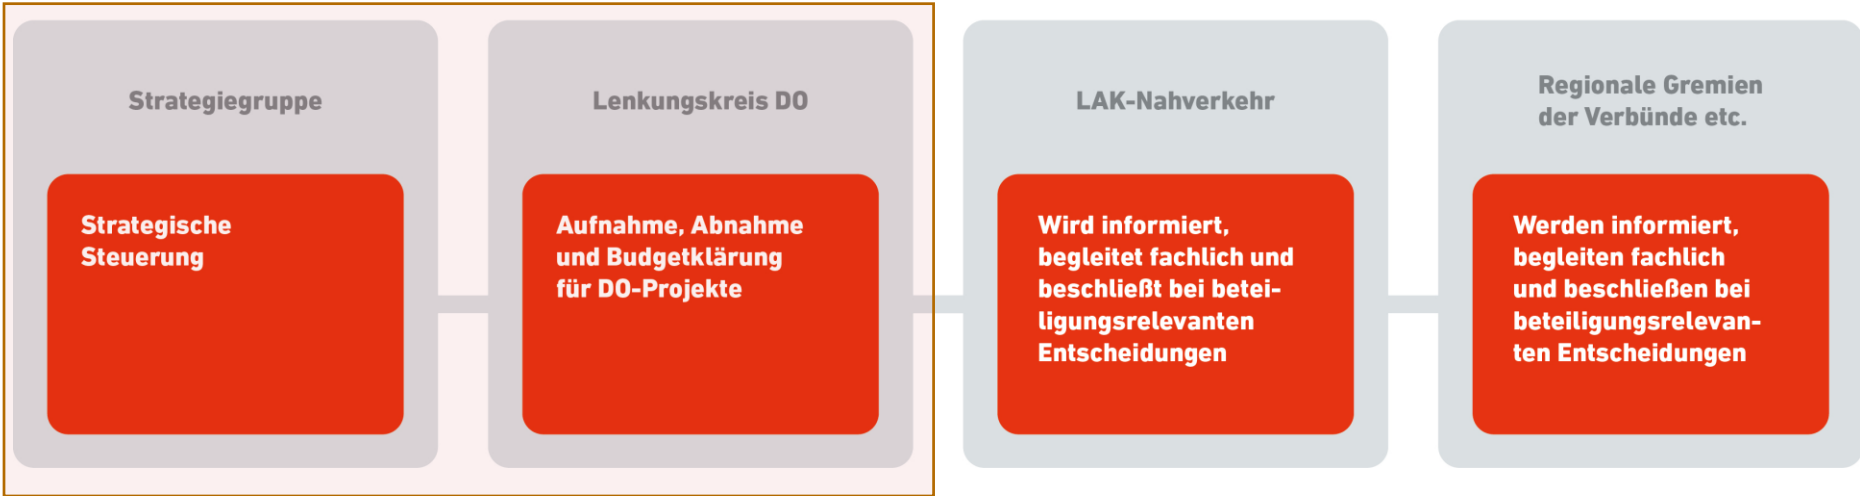 Strategiegruppe
Strategische
Steuerung
Lenkungskreis DO
Aufnahme, Abnahme
und Budgetklärung
für DO-Projekte
LAK-Nahverkehr
Wird informiert,
begleitet fachlich und
beschließt bei betei-
ligungsrelevanten
Entscheidungen
Regionale Gremien
der Verbünde etc.
Werden informiert,
begleiten fachlich
und beschließen bei
beteiligungsrelevan-
ten Entscheidungen